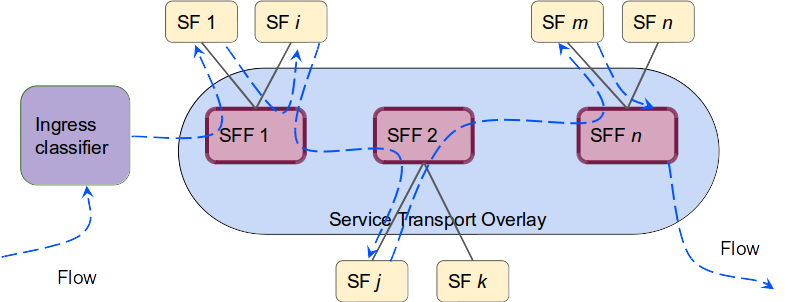 SF 1
SF i
SF m
SF n
Ingress
classifier
SFF 1
SFF 2
SFF n
Service Transport Overlay
Flow
Flow
SF j
SF k